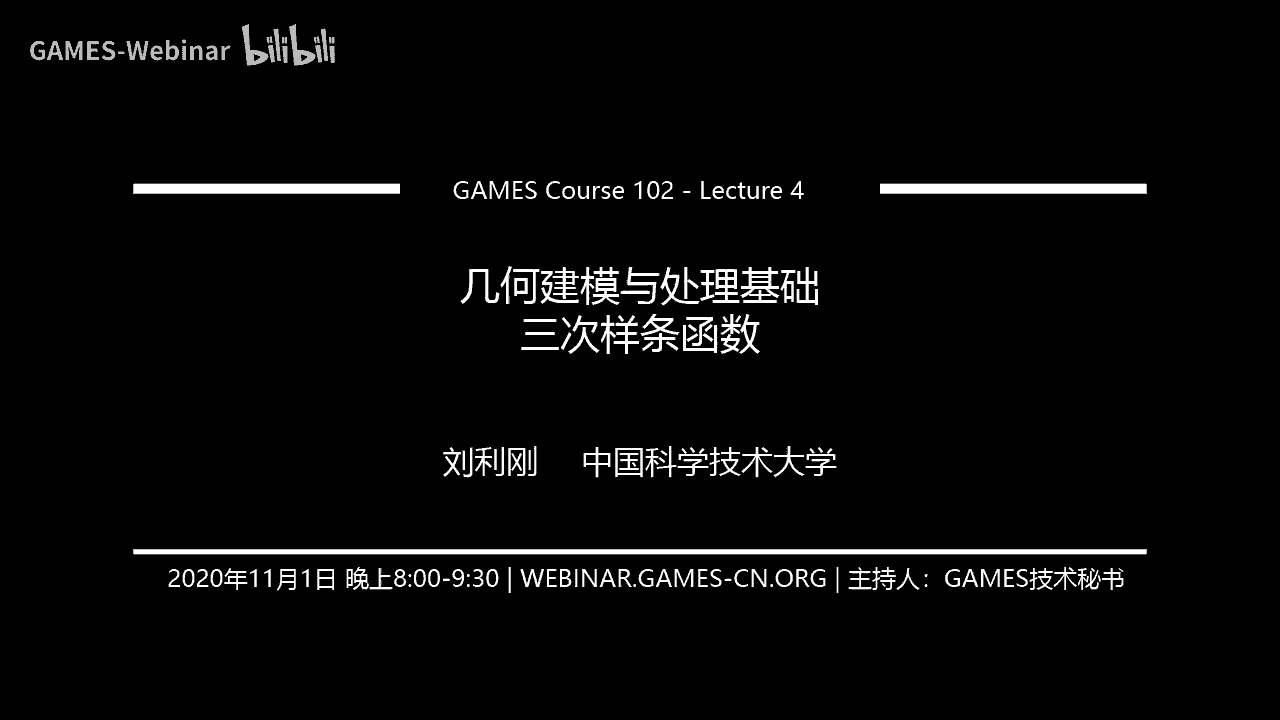 GAMES-Webinar bilibili
GAMES Course 102 - Lecture 4
几何建模与处理基础
三次样条函数
刘利刚 中国科学技术大学
2020年11月1日 晚上8:00-9:30 | WEBINAR.GAMES-CN.ORG | 主持人：GAMES技术秘书